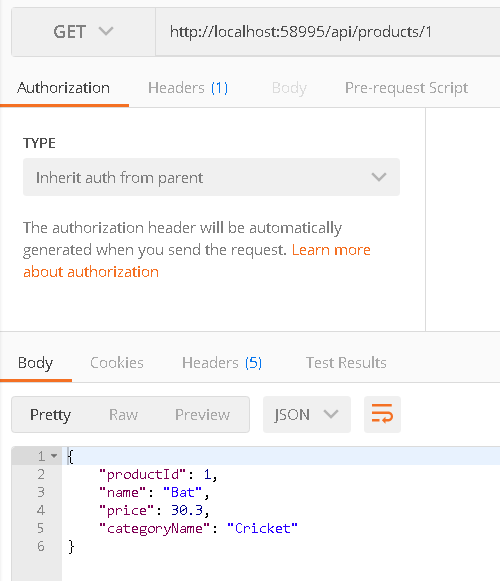 GET http://localhost:58995/api/products/1
Authorization Headers (1) Body Pre-request Script
TYPE
Inherit auth from parent
The authorization header will be automatically
generated when you send the request. Learn more
about authorization
Body Cookies Headers (5) Test Results
Pretty Raw Preview JSON
1 {
2 "productId": 1,
3 "name": "Bat",
4 "price": 30.3,
5 "categoryName": "Cricket"
6 }